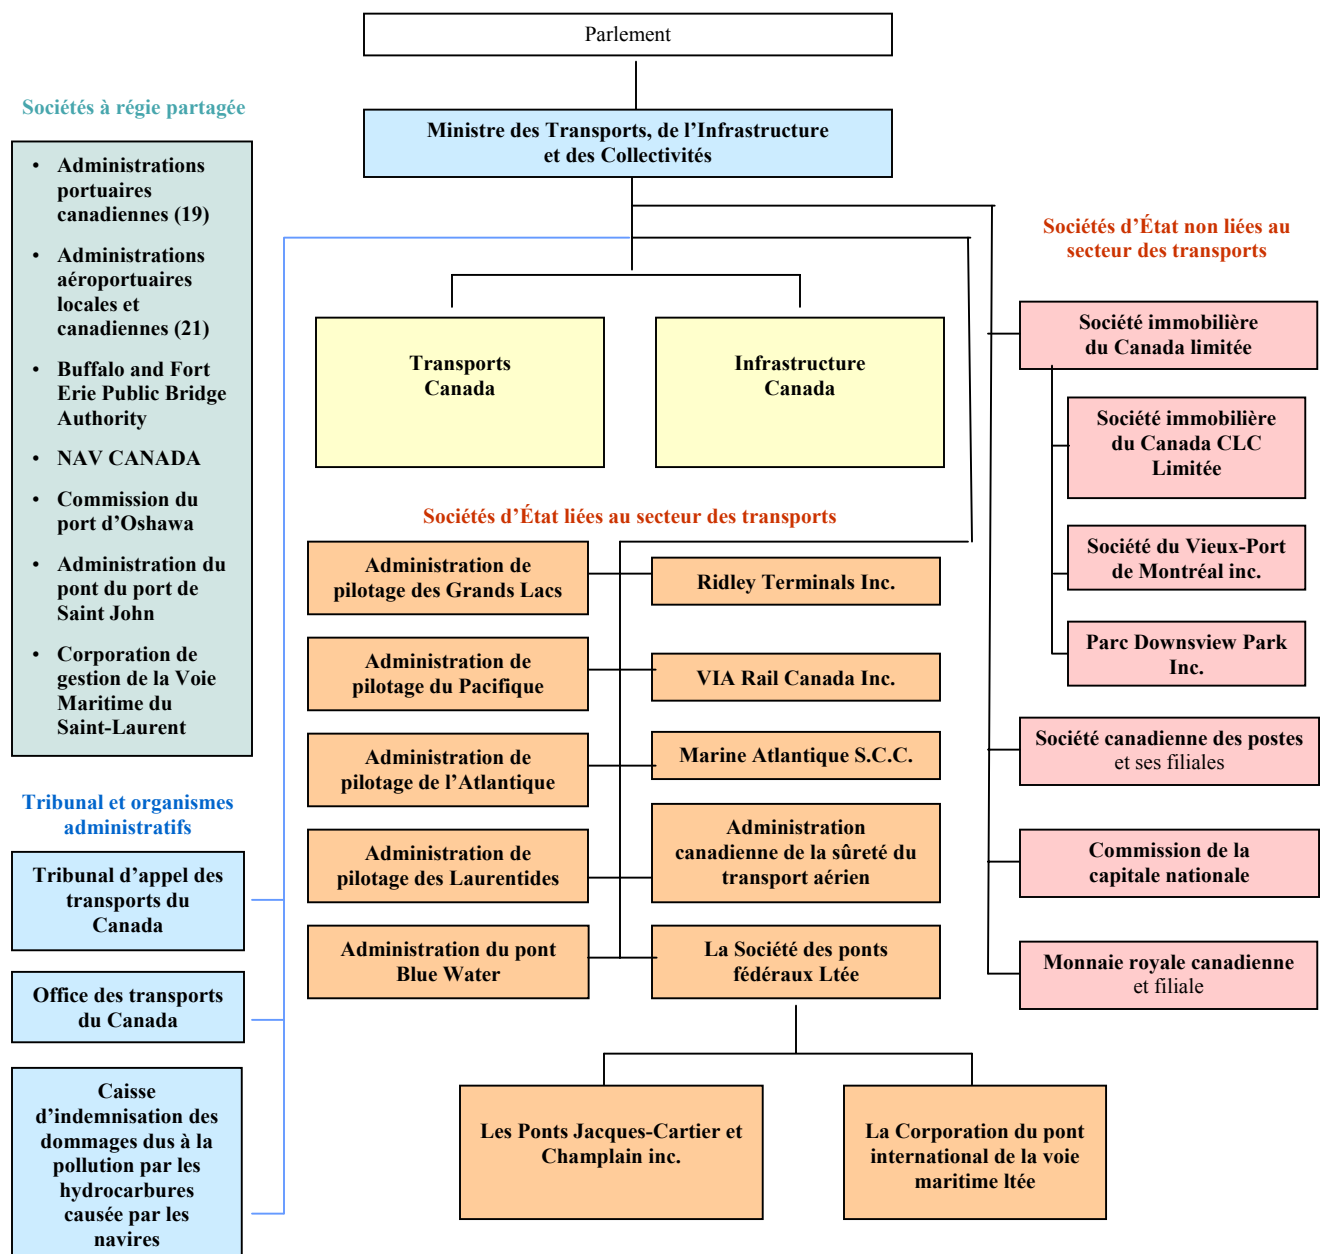 Parlement
Ministre des Transports, de l’Infrastructure
et des Collectivités
Sociétés à régie partagée
• Administrations
portuaires
canadiennes (19)
• Administrations
aéroportuaires
locales et
canadiennes (21)
• Buffalo and Fort
Erie Public Bridge
Authority
• NAV CANADA
• Commission du
port d’Oshawa
• Administration du
pont du port de
Saint John
• Corporation de
gestion de la Voie
Maritime du
Saint-Laurent
Tribunal et organismes
administratifs
Tribunal d’appel des
transports du
Canada
Office des transports
du Canada
Caisse
d’indemnisation des
dommages dus à la
pollution par les
hydrocarbures
causée par les
navires
Transports
Canada
Infrastructure
Canada
Sociétés d’État liées au secteur des transports
Administration de
pilotage des Grands Lacs
Ridley Terminals Inc.
Administration de
pilotage du Pacifique
VIA Rail Canada Inc.
Administration de
pilotage de l’Atlantique
Marine Atlantique S.C.C.
Administration de
pilotage des Laurentides
Administration
canadienne de la sûreté du
transport aérien
Administration du pont
Blue Water
La Société des ponts
fédéraux Ltée
Les Ponts Jacques-Cartier et
Champlain inc.
La Corporation du pont
international de la voie
maritime ltée
Sociétés d’État non liées au
secteur des transports
Société immobilière
du Canada limitée
Société immobilière
du Canada CLC
Limitée
Société du Vieux-Port
de Montréal inc.
Parc Downsview Park
Inc.
Société canadienne des postes
et ses filiales
Commission de la
capitale nationale
Monnaie royale canadienne
et filiale